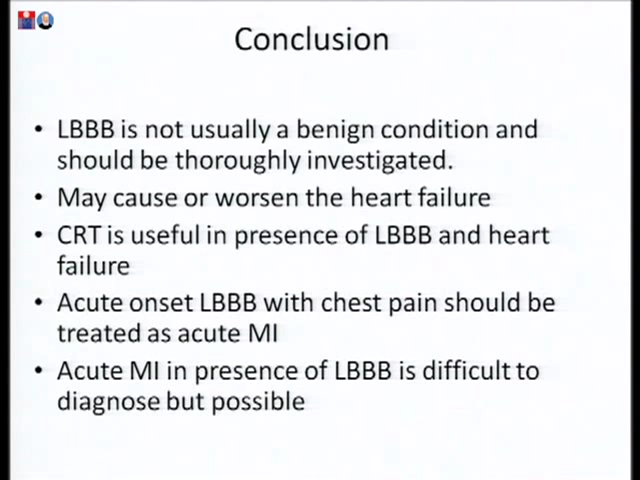 Conclusion
• LBBB is not usually a benign condition and
should be thoroughly investigated.
• May cause or worsen the heart failure
• CRT is useful in presence of LBBB and heart
failure
• Acute onset LBBB with chest pain should be
treated as acute MI
• Acute MI in presence of LBBB is difficult to
diagnose but possible